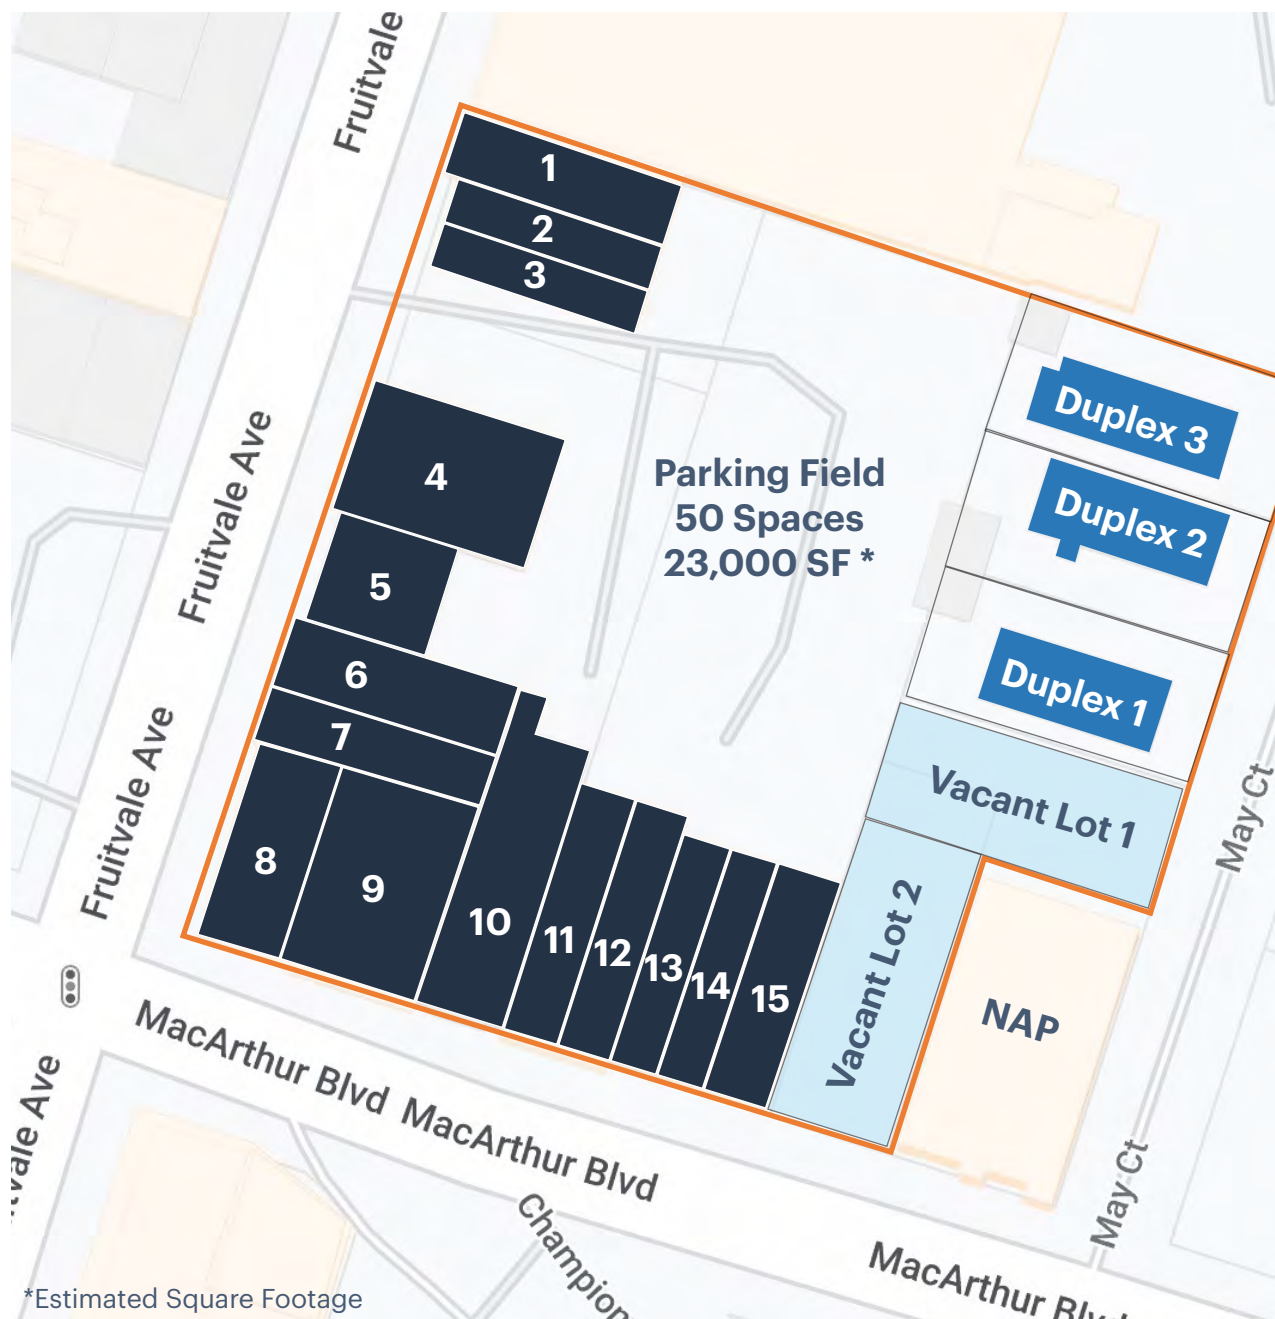 Fruitvale
1
2
3
Duplex 3
4
Parking Field
50 Spaces
23,000 SF *
Duplex 2
Fruitvale Ave
5
6
Duplex 1
7
Vacant Lot 1
May Ct
Fruitvale Ave
8
9
10
11
12
13
14
15
Vacant Lot 2
NAP
MacArthur Blvd
MacArthur Blvd
May Ct
Champion
MacArthur Blvd
tvale Ave
*Estimated Square Footage